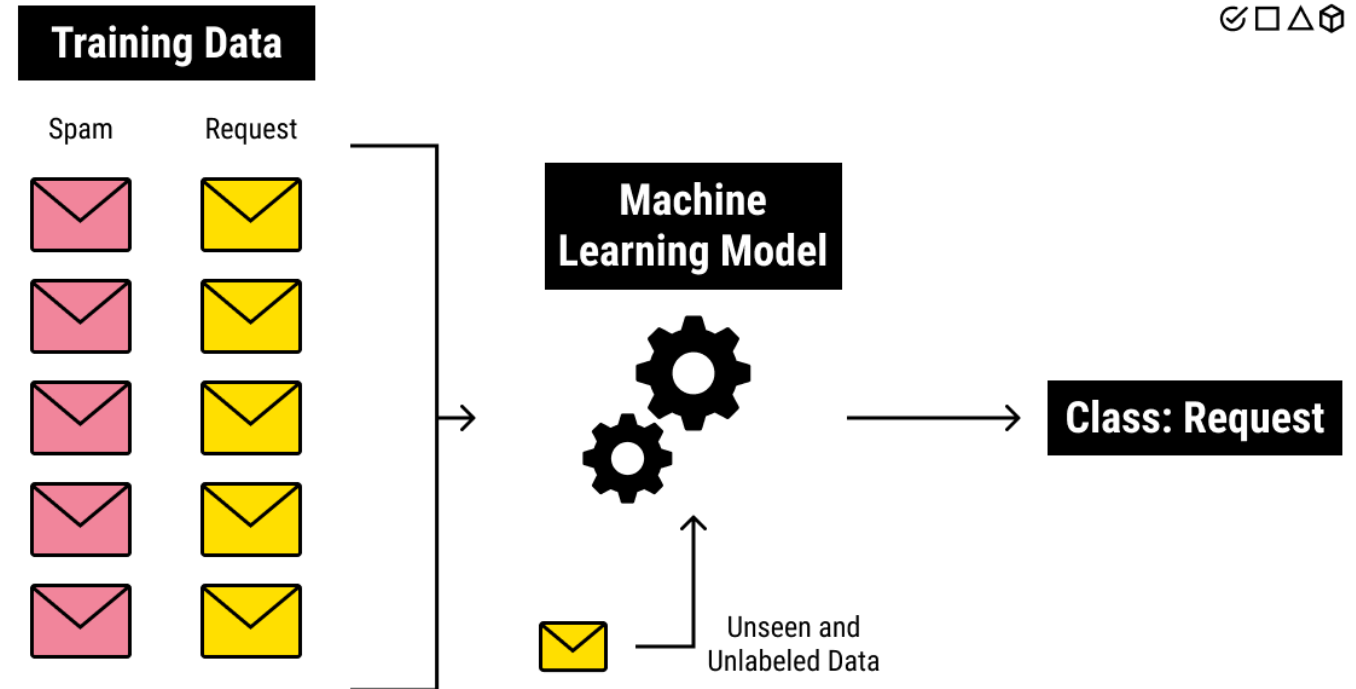 Training Data
Spam
Request
Machine
Learning Model
Class: Request
Unseen and
Unlabeled Data